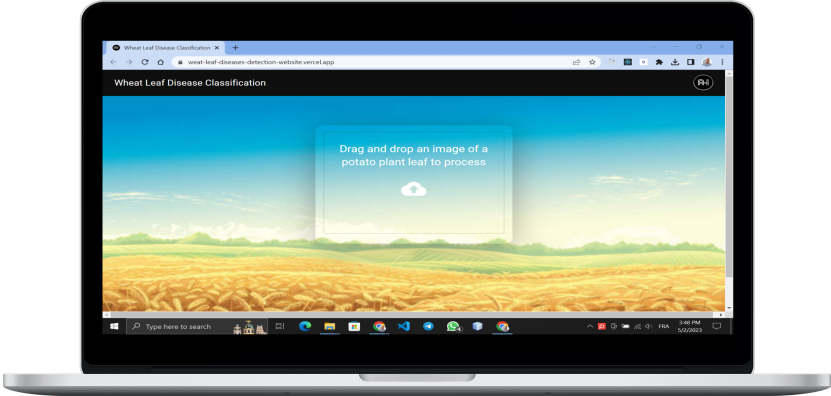 Wheat Leaf Disease Classification
weat-leaf-diseases-detection-website.vercel.app
Wheat Leaf Disease Classification
Drag and drop an image of a
potato plant leaf to process
Type here to search
FRA
3:48 PM
5/2/2023